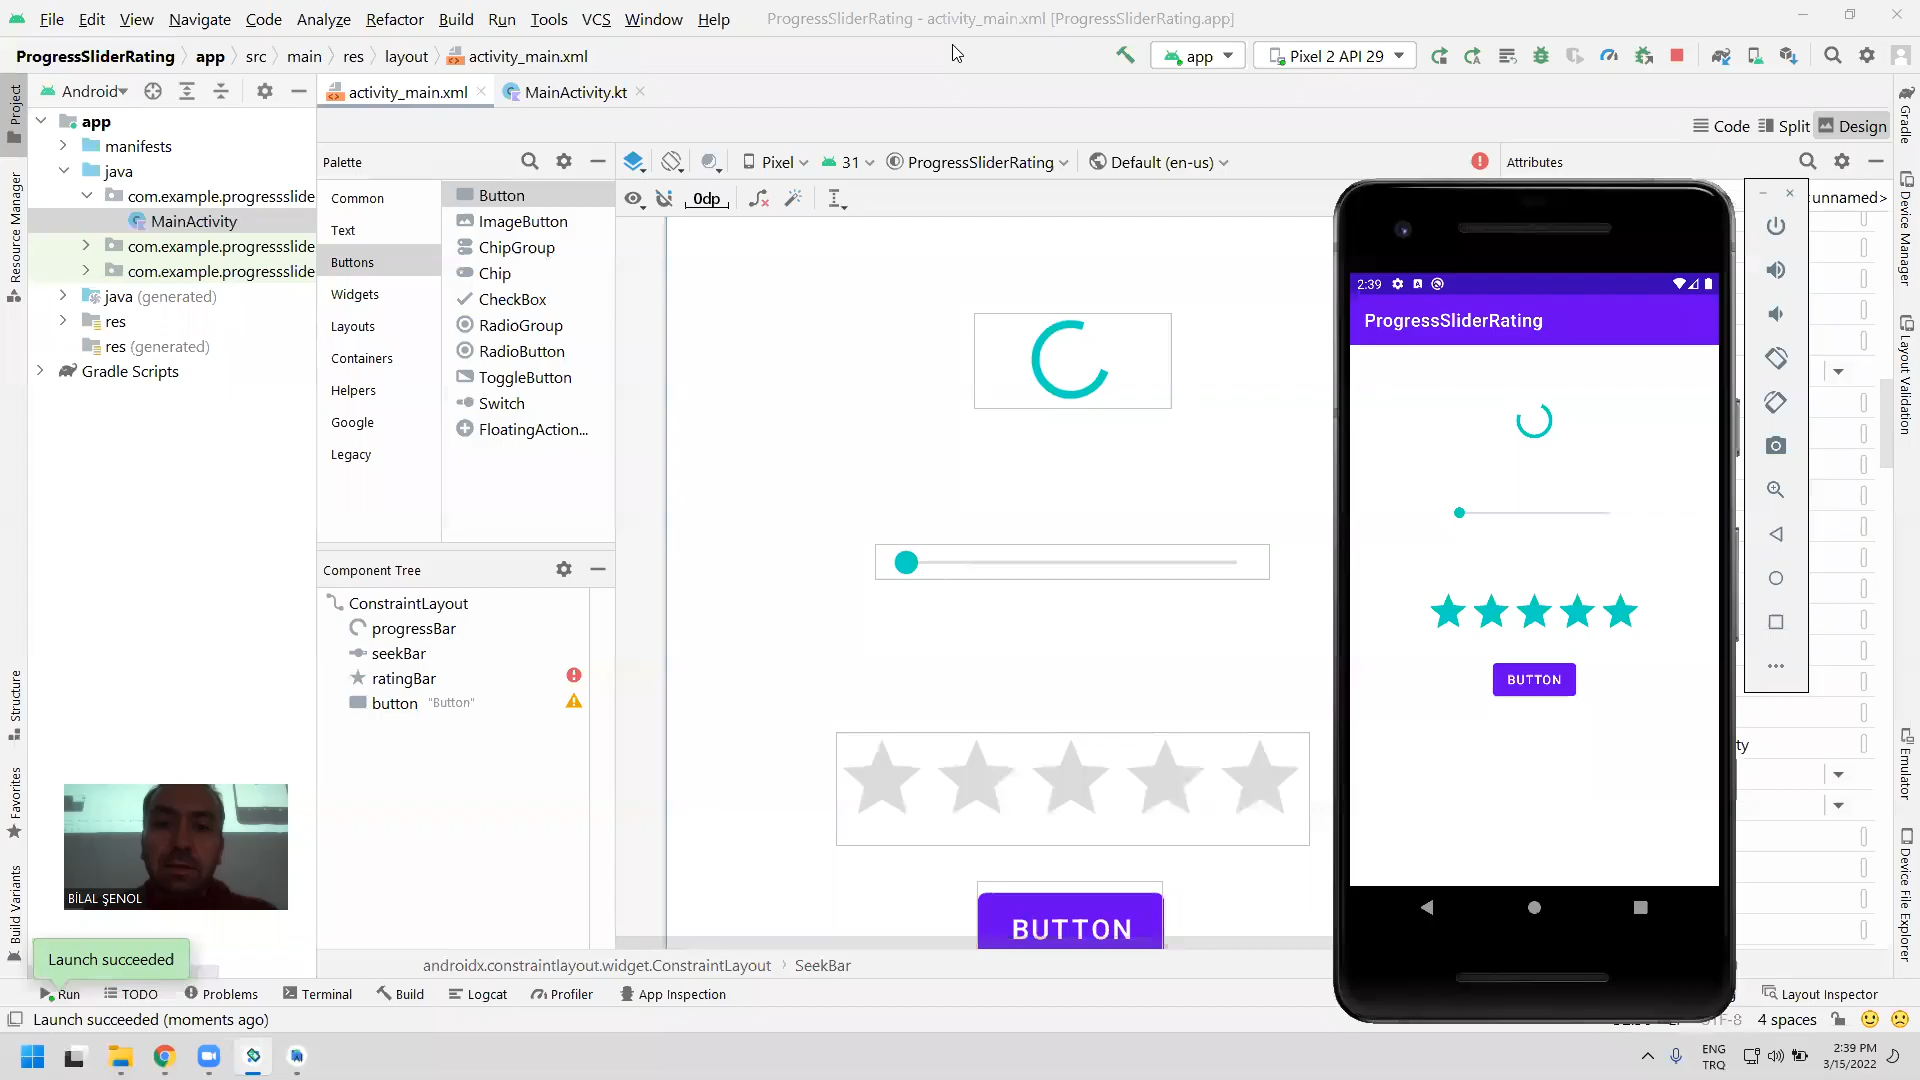 File Edit View Navigate Code Analyze Refactor Build Run Tools VCS Window Help ProgressSliderRating - activity_main.xml [ProgressSliderRating.app]
ProgressSliderRating app src main res layout activity_main.xml app Pixel 2 API 29
Android activity_main.xml MainActivity.kt
Code Split Design
Project
Resource Manager
Structure
Favorites
Build Variants
app
manifests
java
com.example.progressslide
MainActivity
com.example.progressslide
com.example.progressslide
java (generated)
res
res (generated)
Gradle Scripts
Palette
Common
Text
Buttons
Widgets
Layouts
Containers
Helpers
Google
Legacy
Button
ImageButton
ChipGroup
Chip
CheckBox
RadioGroup
RadioButton
ToggleButton
Switch
FloatingAction...
Component Tree
ConstraintLayout
progressBar
seekBar
ratingBar
button "Button"
Pixel 31 ProgressSliderRating Default (en-us)
0dp
BUTTON
androidx.constraintlayout.widget.ConstraintLayout SeekBar
Attributes
unnamed>
ty
2:39
ProgressSliderRating
BUTTON
Gradle
Device Manager
Layout Validation
Emulator
Device File Explorer
BİLAL ŞENOL
Launch succeeded
Run TODO Problems Terminal Build Logcat Profiler App Inspection Layout Inspector
Launch succeeded (moments ago) UTF-8 4 spaces
ENG
TRQ
2:39 PM
3/15/2022